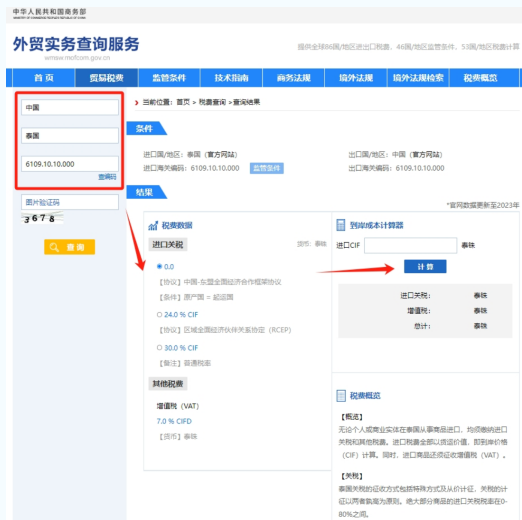 中华人民共和国商务部
MINISTRY OF COMMERCE PEOPLE'S REPUBLIC OF CHINA
外贸实务查询服务
wmsw.mofcom.gov.cn
提供全球86国/地区进出口税费，46国/地区监管条件，53国/地区税费计算
首 页
贸易税费
监管条件
技术指南
商务法规
境外法规
境外法规检索
税费概览
中国
泰国
6109.10.10.000
查编码
图片验证码
3678
查 询
当前位置：首页 > 税费查询 >查询结果
条件
进口国/地区：泰国（官方网站）
出口国/地区：中国（官方网站）
进口海关编码：6109.10.10.000
监管条件
出口海关编码：6109.10.10.000
结果
*官网数据更新至2023年
税费数据
进口关税
货币：泰铢
0.0
【协议】中国-东盟全面经济合作框架协议
【条件】原产国 = 起运国
24.0 % CIF
【协议】区域全面经济伙伴关系协定（RCEP）
30.0 % CIF
【备注】普通税率
其他税费
增值税（VAT）
7.0 % CIFD
【货币】泰铢
到岸成本计算器
进口CIF
泰铢
计 算
进口关税： 泰铢
增值税： 泰铢
总计： 泰铢
税费概览
【概览】
无论个人或商业实体在泰国从事商品进口，均须缴纳进口
关税和其他税费。进口税费全部以货运价值，即到岸价格
（CIF）计算。同时，进口商品还须征收增值税（VAT）。
【关税】
泰国关税的征收方式包括特殊方式及从价计征，关税的计
征以两者孰高为原则。绝大部分商品的进口关税税率在0-
80%之间。